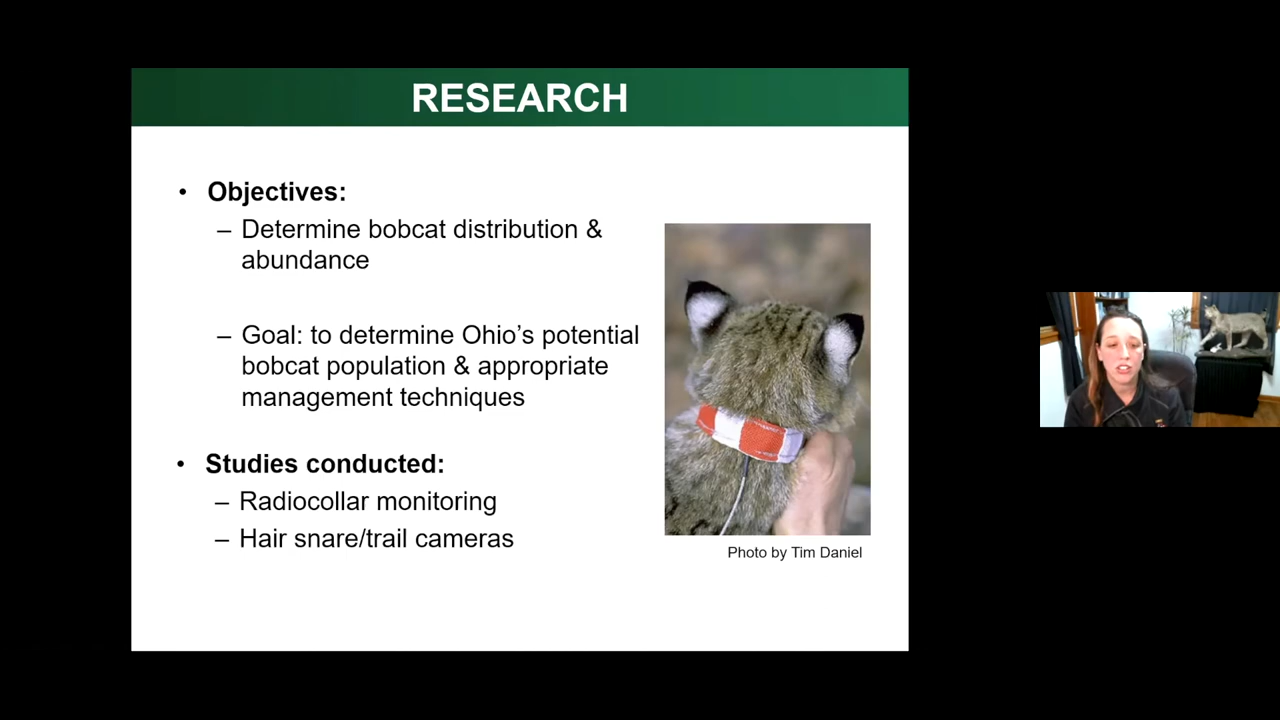 RESEARCH
• Objectives:
– Determine bobcat distribution &
abundance
– Goal: to determine Ohio’s potential
bobcat population & appropriate
management techniques
• Studies conducted:
– Radiocollar monitoring
– Hair snare/trail cameras
Photo by Tim Daniel